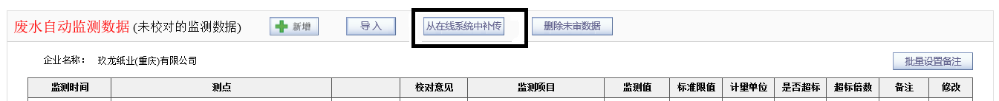 废水自动监测数据 (未校对的监测数据) 新增 导入 从在线系统中补传 删除未审数据
企业名称： 玖龙纸业(重庆)有限公司 批量设置备注
监测时间 测点 校对意见 监测项目 监测值 标准限值 计量单位 是否超标 超标倍数 备注 修改